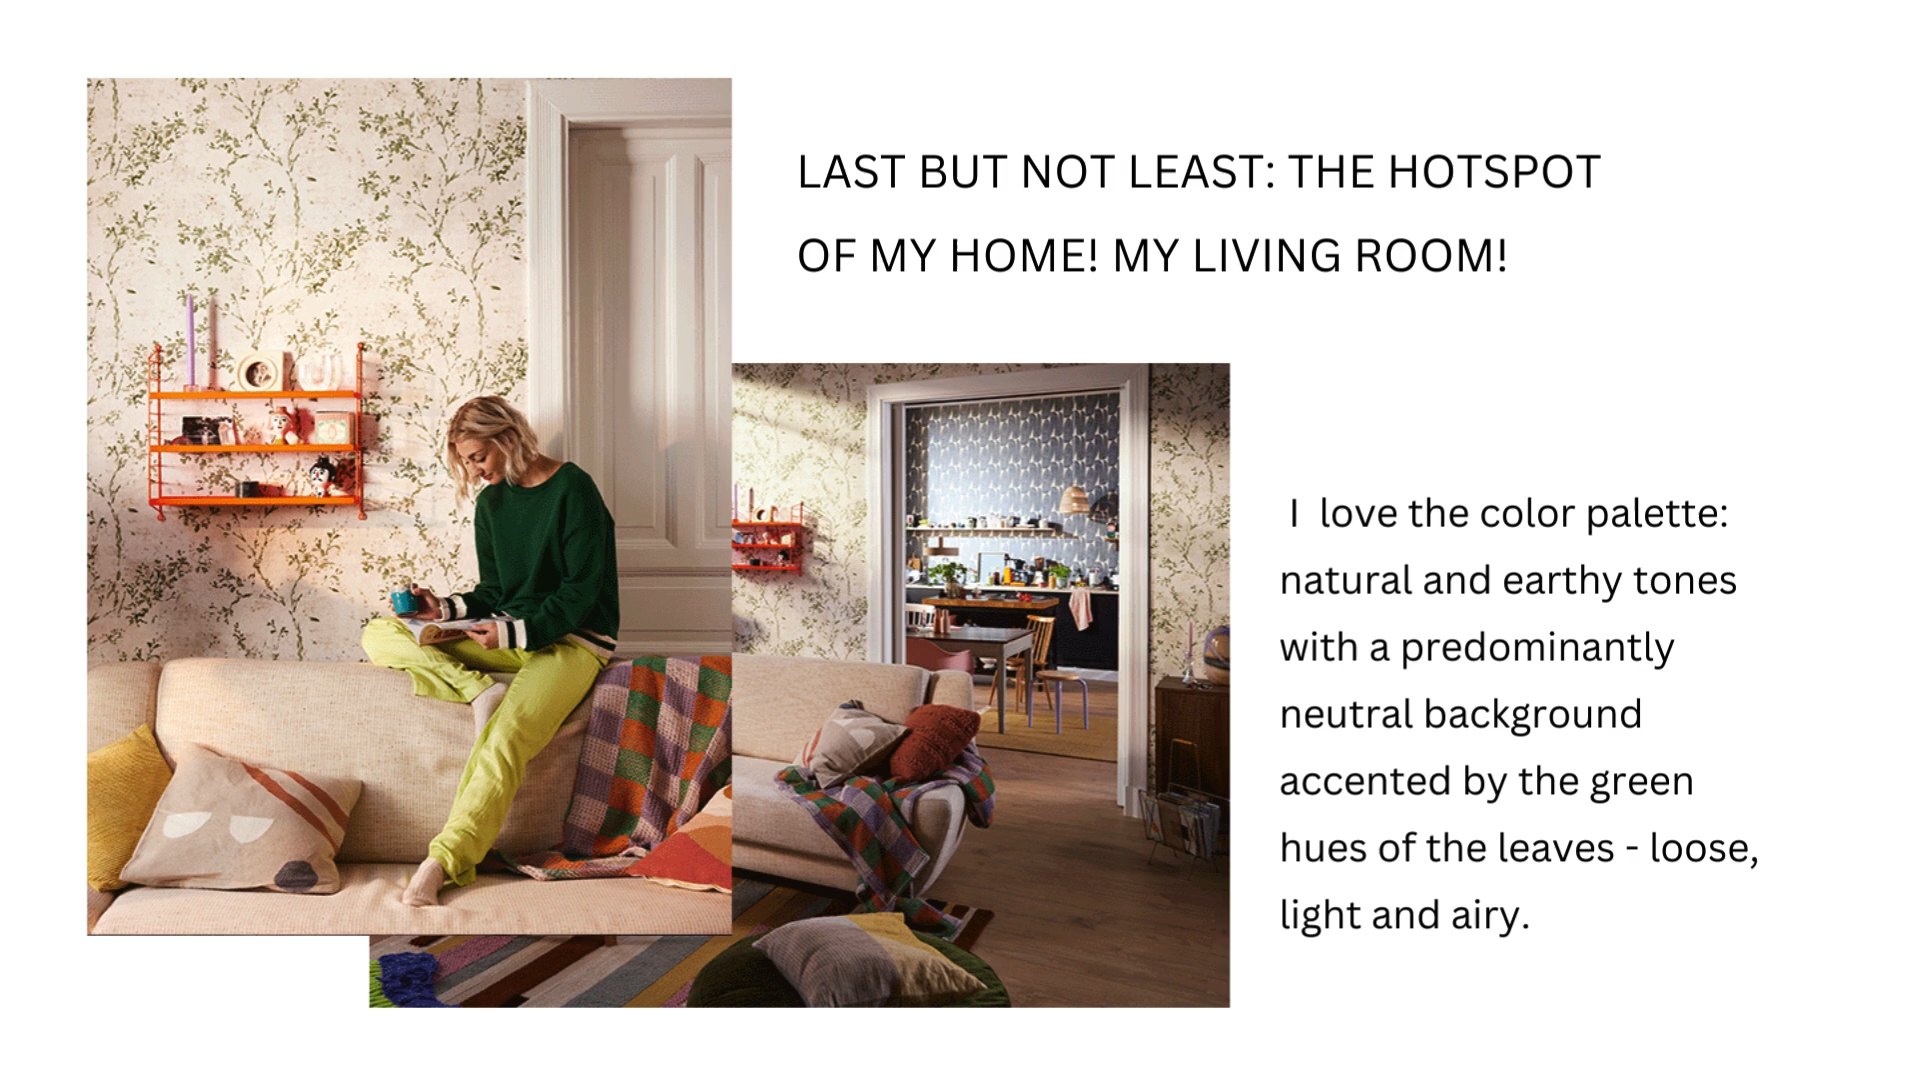 LAST BUT NOT LEAST: THE HOTSPOT
OF MY HOME! MY LIVING ROOM!
I love the color palette:
natural and earthy tones
with a predominantly
neutral background
accented by the green
hues of the leaves - loose,
light and airy.